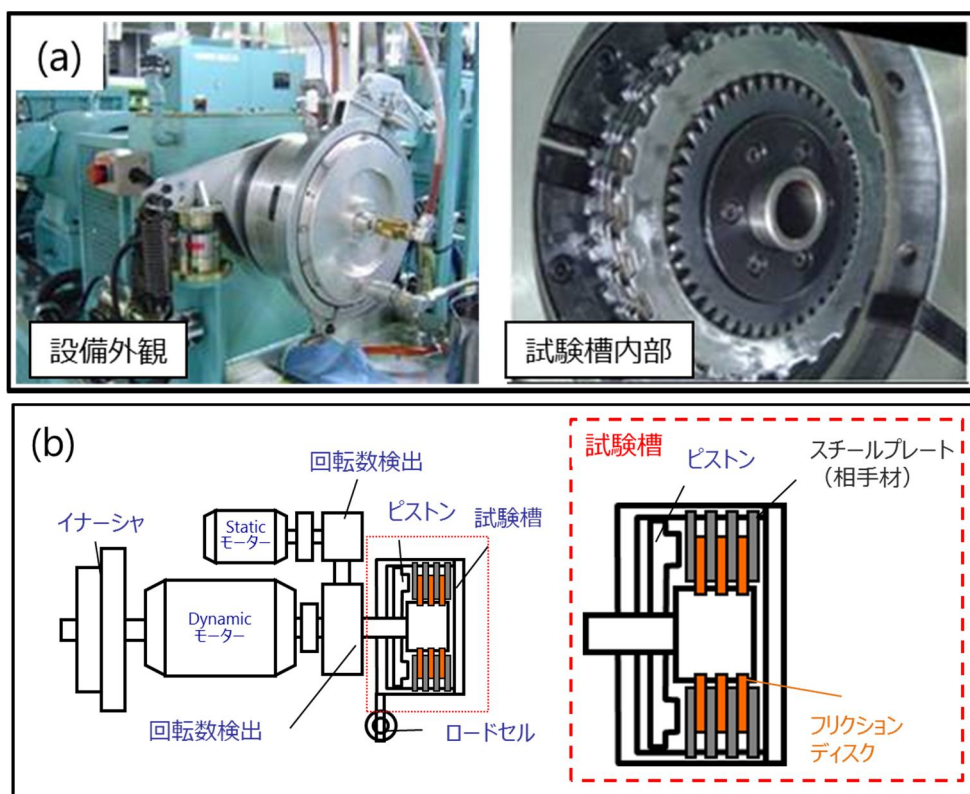 (a)
設備外観
試験槽内部
(b)
回転数検出
イナーシャ
Static
モーター
ピストン
試験槽
Dynamic
モーター
回転数検出
ロードセル
試験槽
ピストン
スチールプレート
（相手材）
フリクション
ディスク